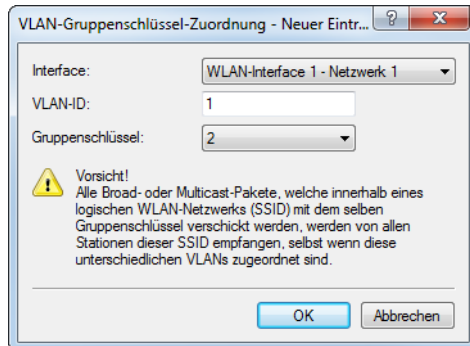 VLAN-Gruppenschlüssel-Zuordnung - Neuer Eintr...
Interface:
WLAN-Interface 1 - Netzwerk 1
VLAN-ID:
1
Gruppenschlüssel:
2
Vorsicht!
Alle Broad- oder Multicast-Pakete, welche innerhalb eines
logischen WLAN-Netzwerks (SSID) mit dem selben
Gruppenschlüssel verschickt werden, werden von allen
Stationen dieser SSID empfangen, selbst wenn diese
unterschiedlichen VLANs zugeordnet sind.
OK
Abbrechen